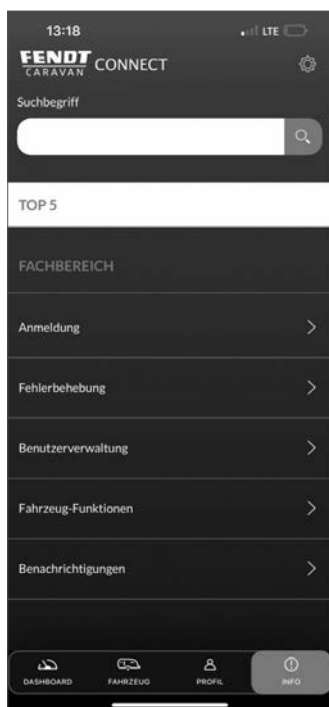 13:18
LTE
FENDT
CARAVAN
CONNECT
Suchbegriff
TOP 5
FACHBEREICH
Anmeldung
Fehlerbehebung
Benutzerverwaltung
Fahrzeug-Funktionen
Benachrichtigungen
DASHBOARD
FAHRZEUG
PROFIL
INFO